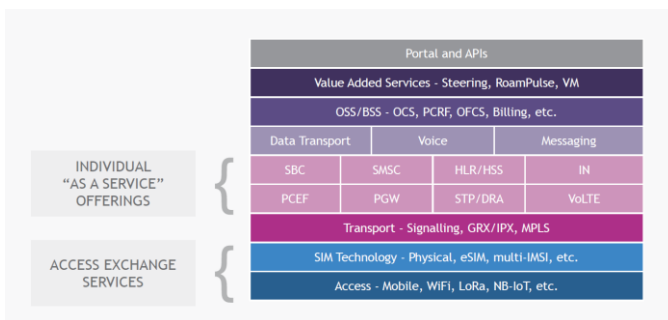 Portal and APIs
Value Added Services - Steering, RoamPulse, VM
OSS/BSS - OCS, PCRF, OFCS, Billing, etc.
Data Transport Voice Messaging
INDIVIDUAL
"AS A SERVICE"
OFFERINGS
SBC SMSC HLR/HSS IN
PCEF PGW STP/DRA VoLTE
Transport - Signalling, GRX/IPX, MPLS
ACCESS EXCHANGE
SERVICES
SIM Technology - Physical, eSIM, multi-IMSI, etc.
Access - Mobile, WiFi, LoRa, NB-IoT, etc.